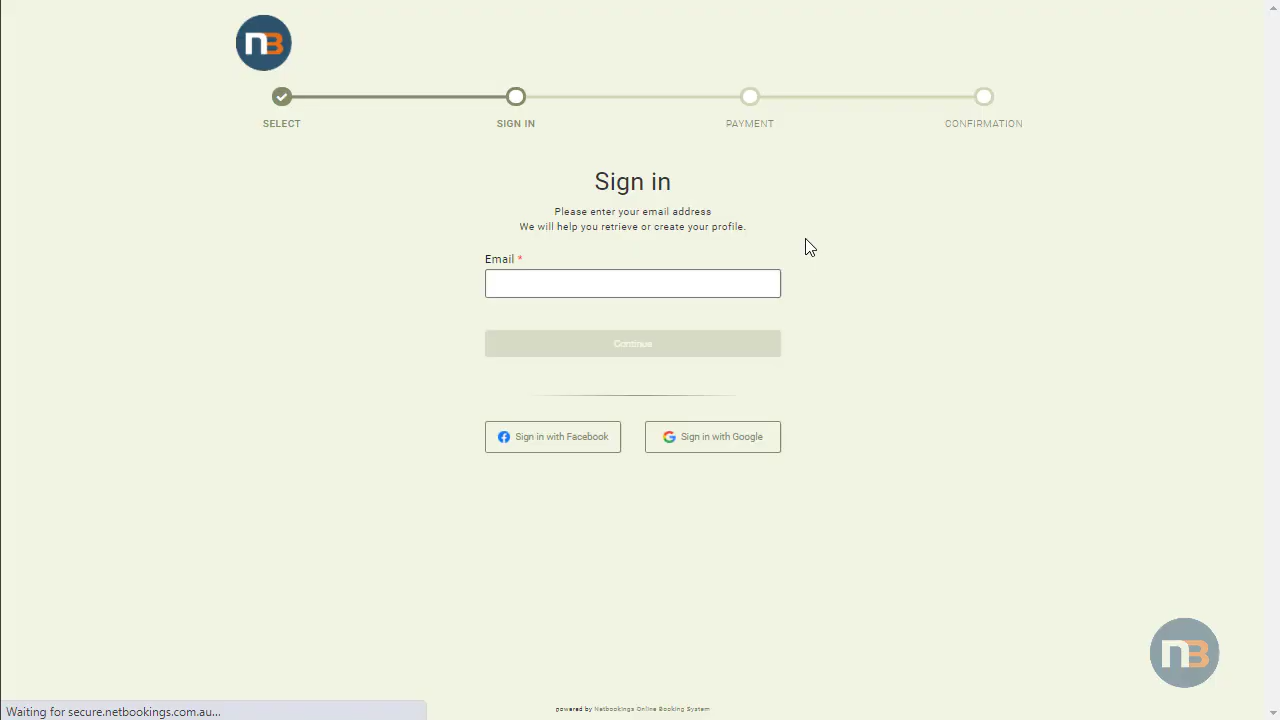 nB
SELECT
SIGN IN
PAYMENT
CONFIRMATION
Sign in
Please enter your email address
We will help you retrieve or create your profile.
Email *
Continue
Sign in with Facebook
Sign in with Google
nB
powered by Netbookings Online Booking System
Waiting for secure.netbookings.com.au...